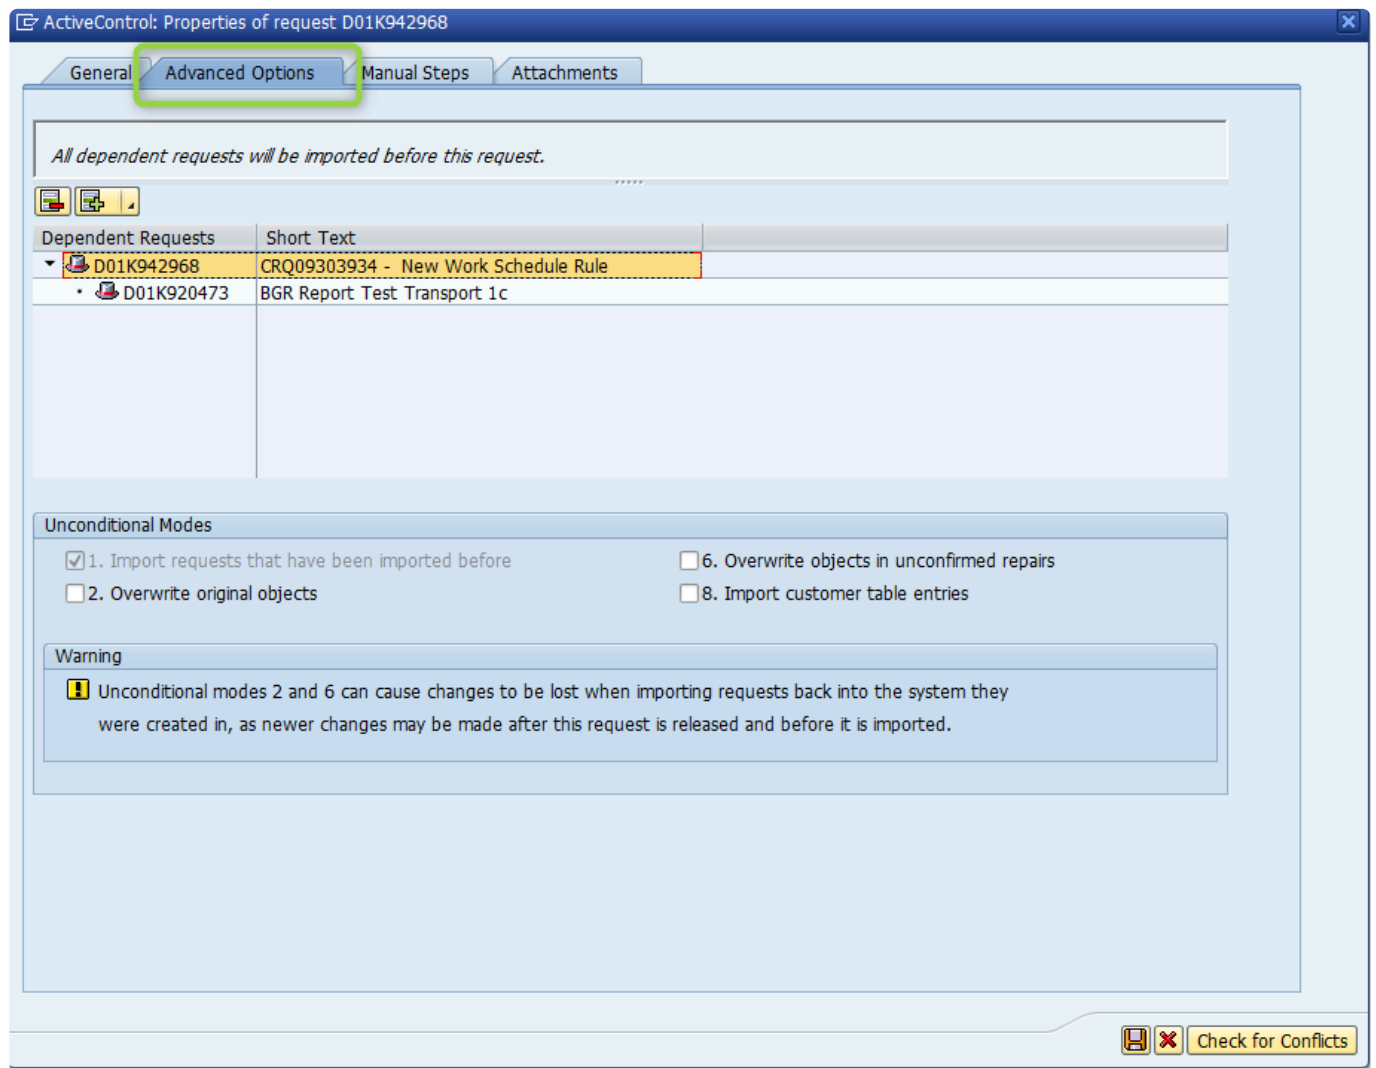 ActiveControl: Properties of request D01K942968
General
Advanced Options
Manual Steps
Attachments
All dependent requests will be imported before this request.
Dependent Requests
Short Text
D01K942968
CRQ09303934 -  New Work Schedule Rule
D01K920473
BGR Report Test Transport 1c
Unconditional Modes
1. Import requests that have been imported before
6. Overwrite objects in unconfirmed repairs
2. Overwrite original objects
8. Import customer table entries
Warning
Unconditional modes 2 and 6 can cause changes to be lost when importing requests back into the system they
were created in, as newer changes may be made after this request is released and before it is imported.
Check for Conflicts